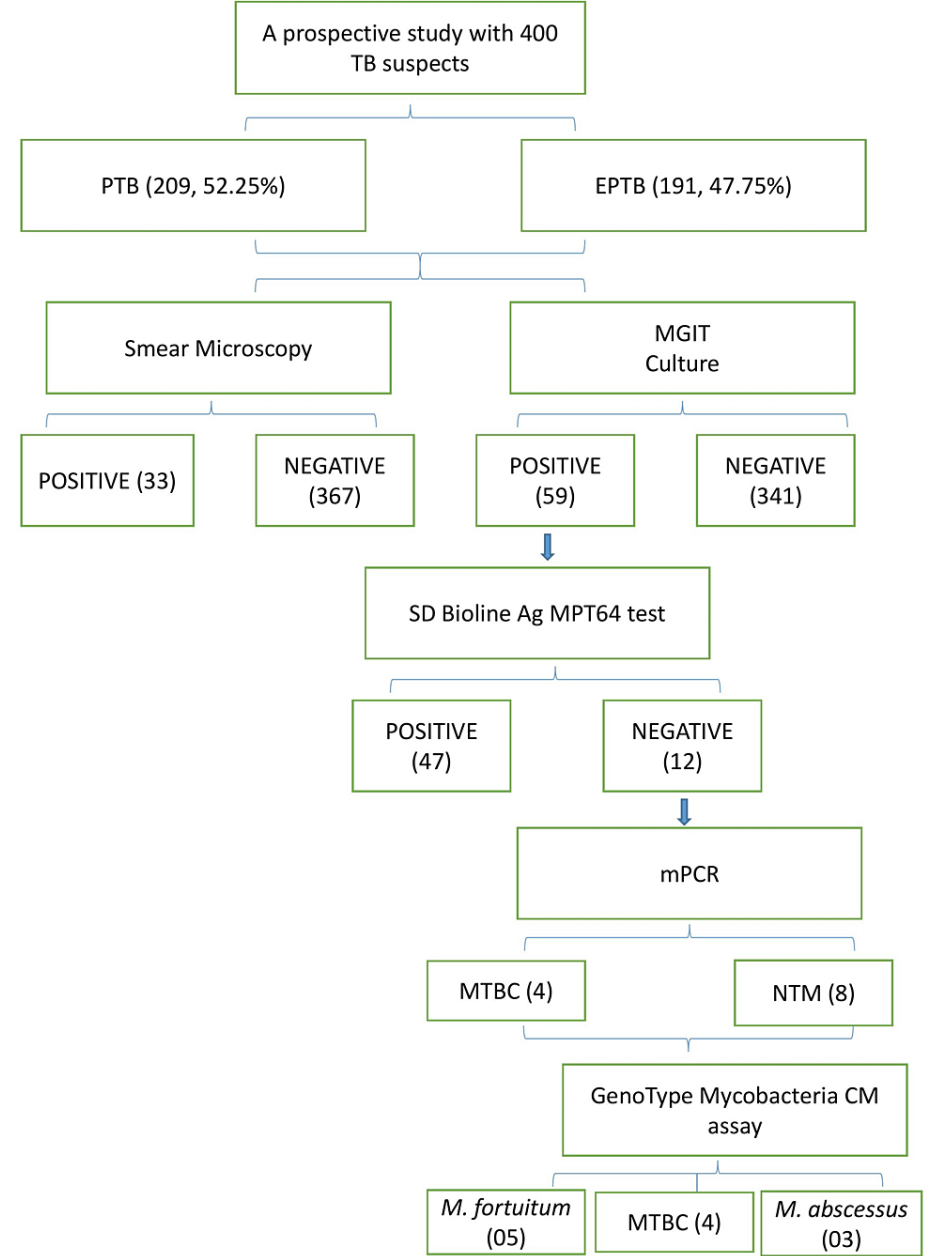 A prospective study with 400
TB suspects
PTB (209, 52.25%)
EPTB (191, 47.75%)
Smear Microscopy
MGIT
Culture
POSITIVE (33)
NEGATIVE
(367)
POSITIVE
(59)
NEGATIVE
(341)
SD Bioline Ag MPT64 test
POSITIVE
(47)
NEGATIVE
(12)
mPCR
MTBC (4)
NTM (8)
GenoType Mycobacteria CM
assay
M. fortuitum
(05)
MTBC (4)
M. abscessus
(03)